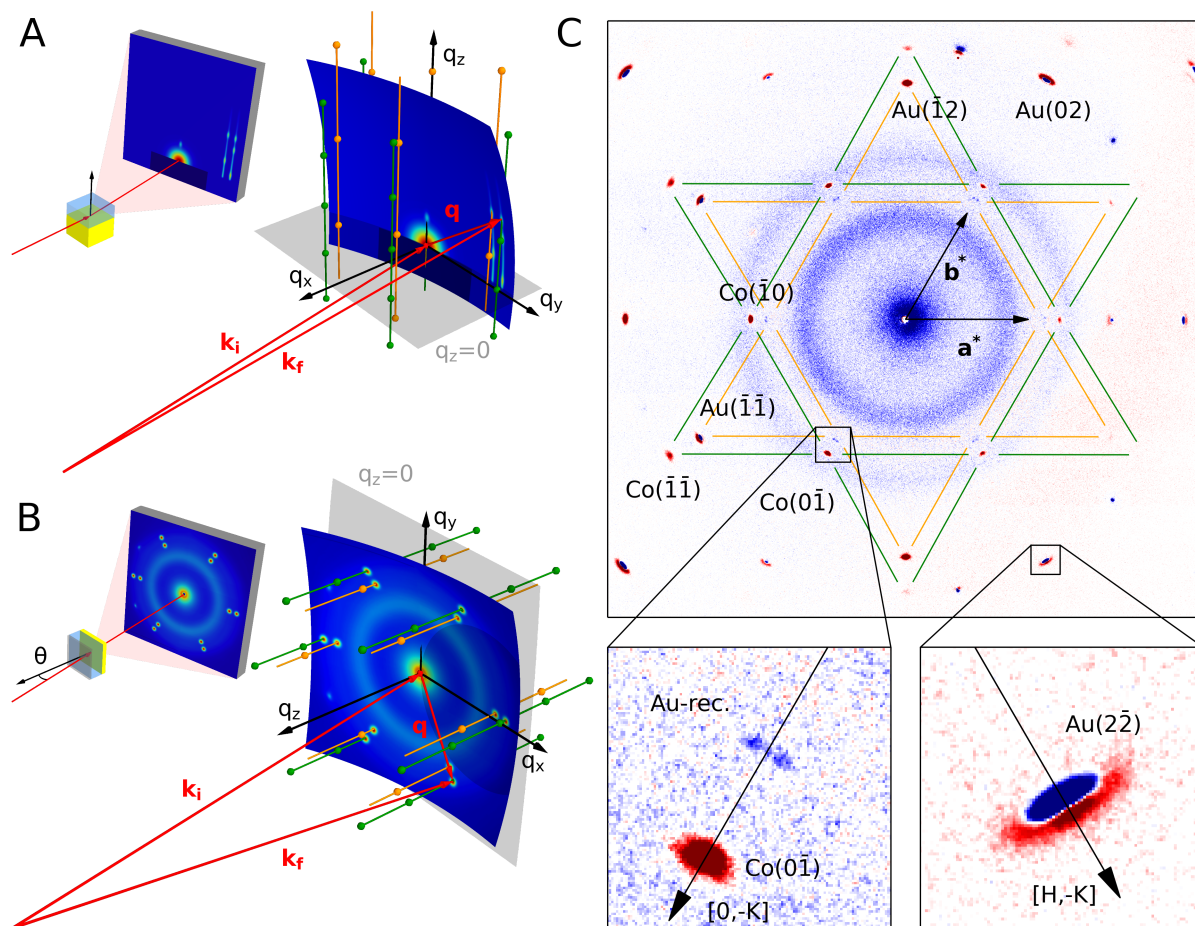 A
q_z
q
q_x
q_y
q_z=0
k_i
k_f
B
q_z=0
q_y
θ
q_z
q
q_x
k_i
k_f
C
Au(1̄2)
Au(02)
b*
Co(1̄0)
a*
Au(1̄1̄)
Co(1̄1̄)
Co(01̄)
Au-rec.
Co(01̄)
[0,-K]
Au(22̄)
[H,-K]